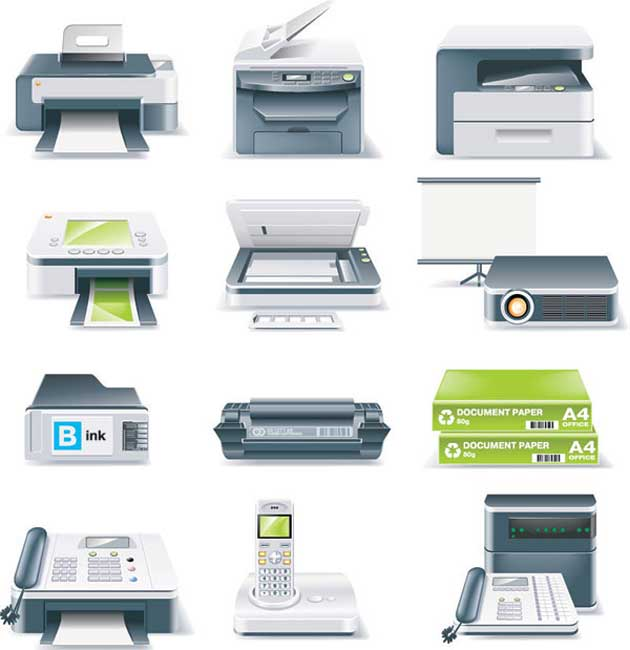 B ink
DOCUMENT PAPER A4
80g OFFICE
DOCUMENT PAPER A4
80g OFFICE